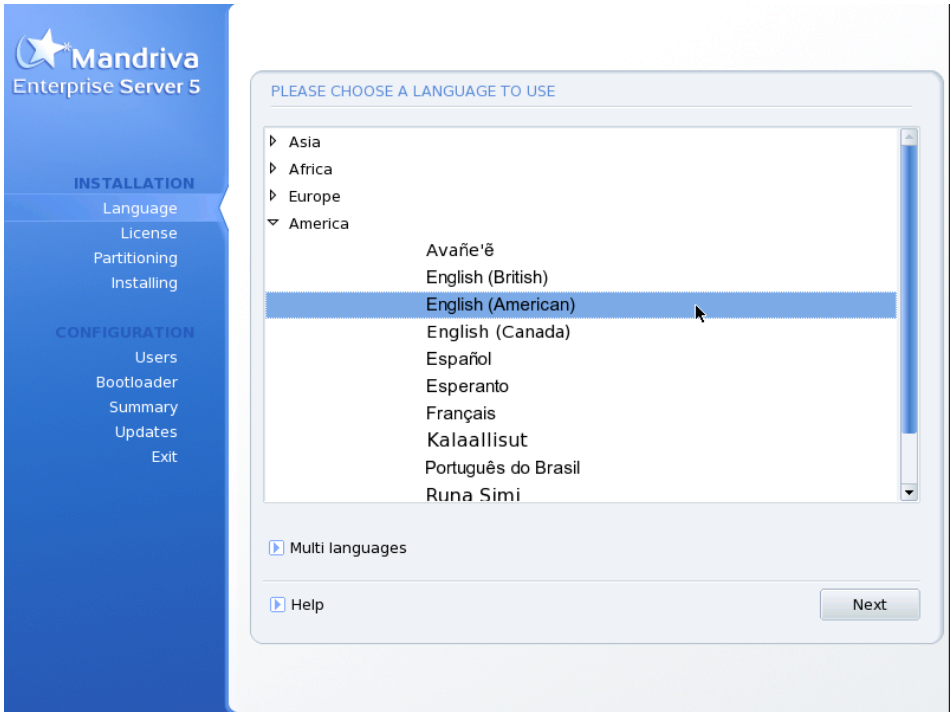 Mandriva
Enterprise Server 5
INSTALLATION
Language
License
Partitioning
Installing
CONFIGURATION
Users
Bootloader
Summary
Updates
Exit
PLEASE CHOOSE A LANGUAGE TO USE
Asia
Africa
Europe
America
Avañe'ẽ
English (British)
English (American)
English (Canada)
Español
Esperanto
Français
Kalaallisut
Português do Brasil
Runa Simi
Multi languages
Help
Next